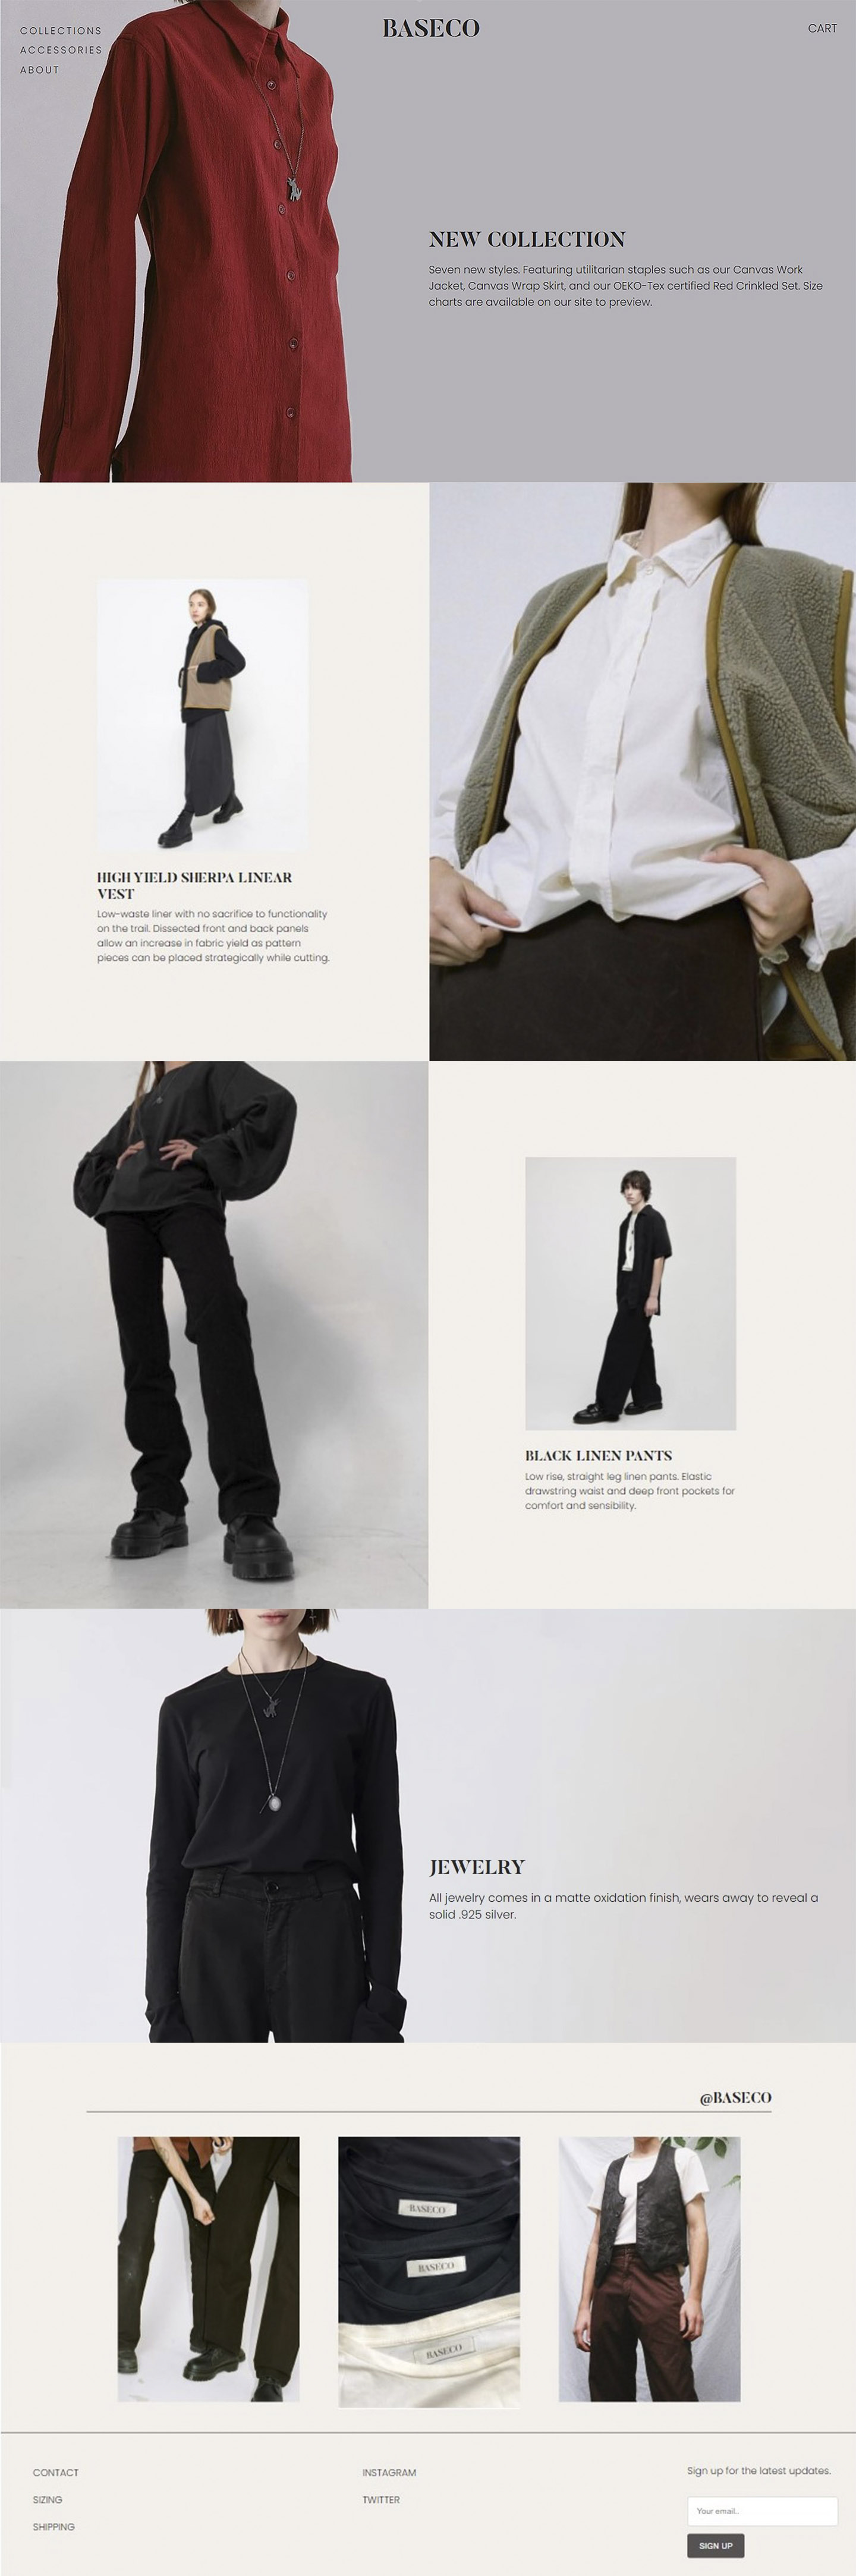 COLLECTIONS
ACCESSORIES
ABOUT
BASECO
CART
NEW COLLECTION
Seven new styles. Featuring utilitarian staples such as our Canvas Work
Jacket, Canvas Wrap Skirt, and our OEKO-Tex certified Red Crinkled Set. Size
charts are available on our site to preview.
HIGH YIELD SHERPA LINEAR
VEST
Low-waste liner with no sacrifice to functionality
on the trail. Dissected front and back panels
allow an increase in fabric yield as pattern
pieces can be placed strategically while cutting.
BLACK LINEN PANTS
Low rise, straight leg linen pants. Elastic
drawstring waist and deep front pockets for
comfort and sensibility.
JEWELRY
All jewelry comes in a matte oxidation finish, wears away to reveal a
solid .925 silver.
@BASECO
BASECO
BASECO
BASECO
CONTACT
SIZING
SHIPPING
INSTAGRAM
TWITTER
Sign up for the latest updates.
Your email..
SIGN UP